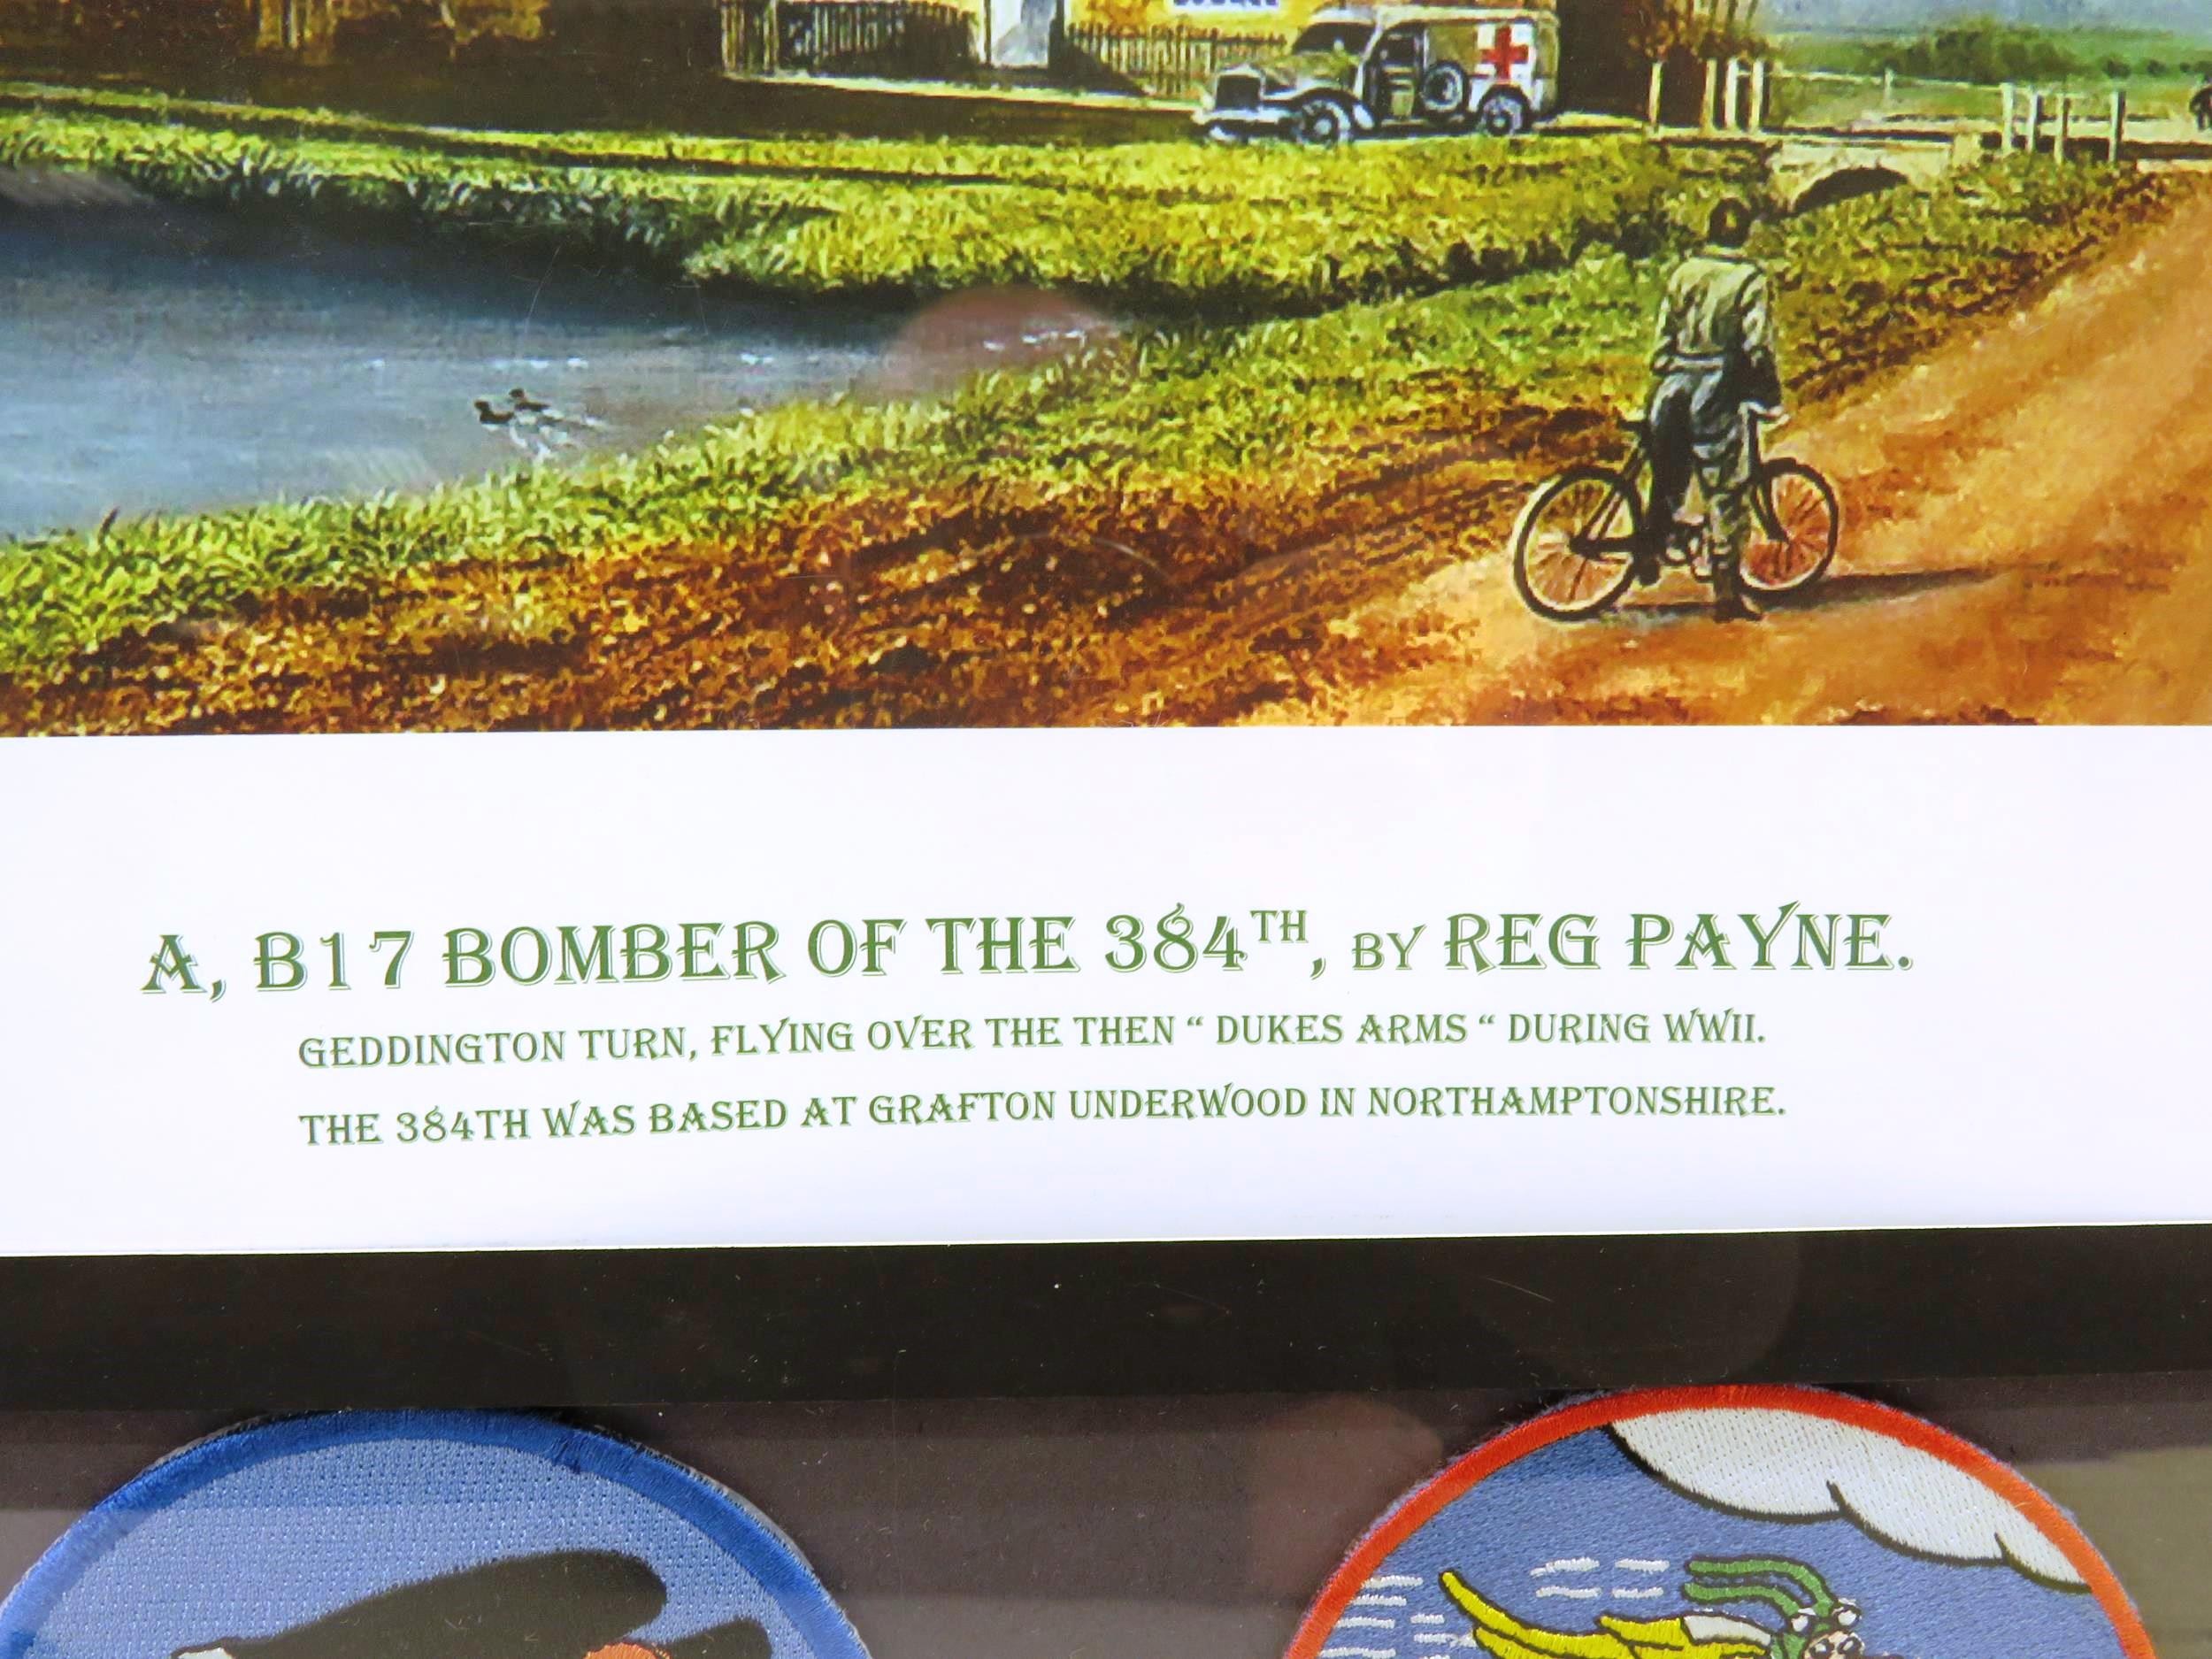 A, B17 BOMBER OF THE 384TH, BY REG PAYNE.
GEDDINGTON TURN, FLYING OVER THE THEN “ DUKES ARMS “ DURING WWII.
THE 384TH WAS BASED AT GRAFTON UNDERWOOD IN NORTHAMPTONSHIRE.